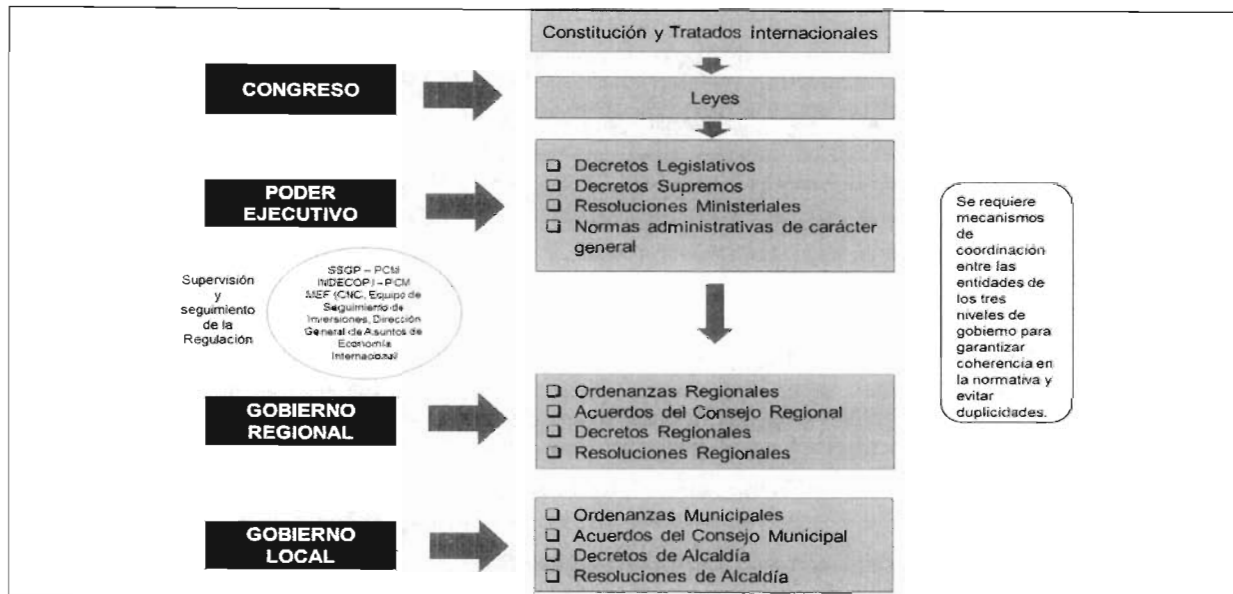 Constitución y Tratados internacionales
CONGRESO
Leyes
PODER
EJECUTIVO
❑ Decretos Legislativos
❑ Decretos Supremos
❑ Resoluciones Ministeriales
❑ Normas administrativas de carácter
general
Supervisión
y
seguimiento
de la
Regulación
SSGP – PCM
INDECOPI – PCM
MEF (CNC, Equipo de
Seguimiento de
Inversiones, Dirección
General de Asuntos de
Economía
Internacional)
Se requiere
mecanismos
de
coordinación
entre las
entidades de
los tres
niveles de
gobierno para
garantizar
coherencia en
la normativa y
evitar
duplicidades.
GOBIERNO
REGIONAL
❑ Ordenanzas Regionales
❑ Acuerdos del Consejo Regional
❑ Decretos Regionales
❑ Resoluciones Regionales
GOBIERNO
LOCAL
❑ Ordenanzas Municipales
❑ Acuerdos del Consejo Municipal
❑ Decretos de Alcaldía
❑ Resoluciones de Alcaldía